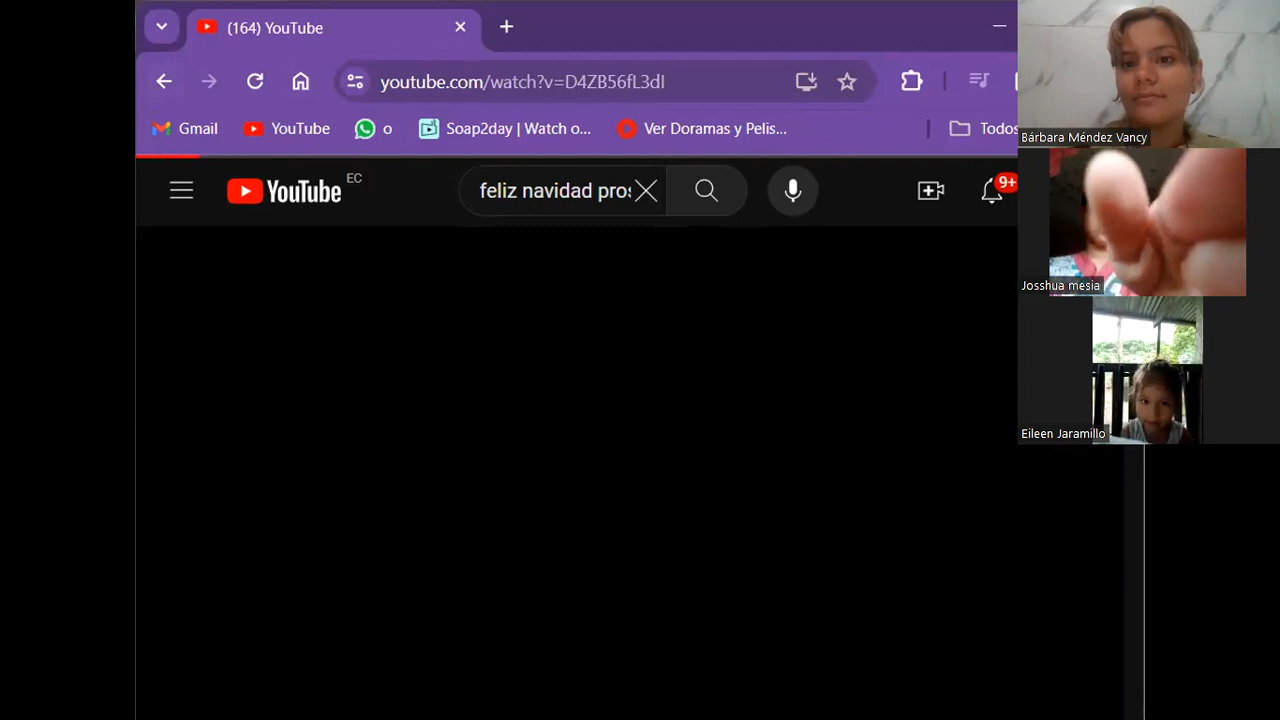 (164) YouTube
youtube.com/watch?v=D4ZB56fL3dI
Gmail
YouTube
o
Soap2day | Watch o...
Ver Doramas y Pelis...
Todos
YouTube
EC
feliz navidad pros
9+
Bárbara Méndez Vancy
Josshua mesia
Eileen Jaramillo